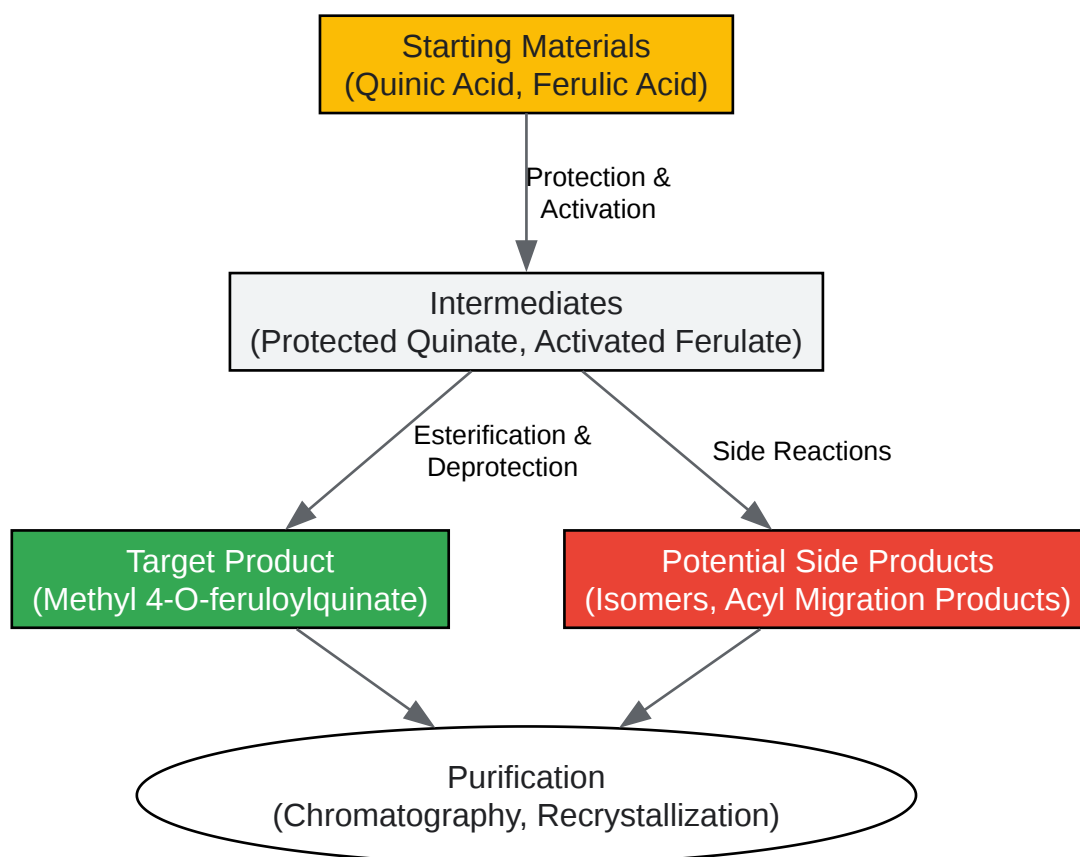 Starting Materials
(Quinic Acid, Ferulic Acid)
Protection &
Activation
Intermediates
(Protected Quinate, Activated Ferulate)
Esterification &
Deprotection
Side Reactions
Target Product
(Methyl 4-O-feruloylquinate)
Potential Side Products
(Isomers, Acyl Migration Products)
Purification
(Chromatography, Recrystallization)